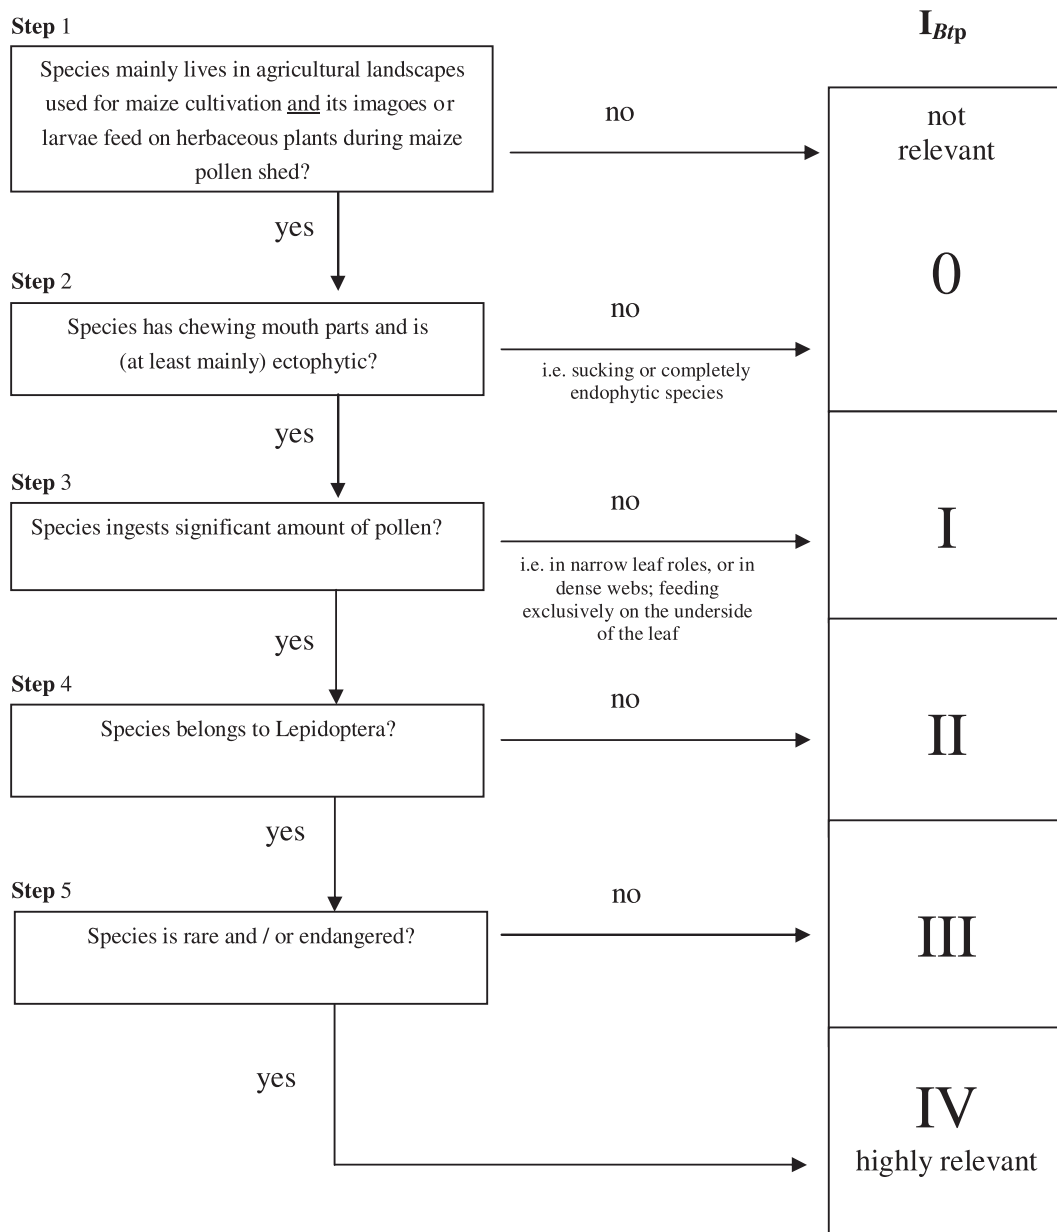 Step 1
I Btp
Species mainly lives in agricultural landscapes
used for maize cultivation and its imagoes or
larvae feed on herbaceous plants during maize
pollen shed?
no
not
relevant
yes
0
Step 2
Species has chewing mouth parts and is
(at least mainly) ectophytic?
no
i.e. sucking or completely
endophytic species
yes
Step 3
Species ingests significant amount of pollen?
no
i.e. in narrow leaf roles, or in
dense webs; feeding
exclusively on the underside
of the leaf
I
yes
Step 4
Species belongs to Lepidoptera?
no
II
yes
Step 5
Species is rare and / or endangered?
no
III
yes
IV
highly relevant